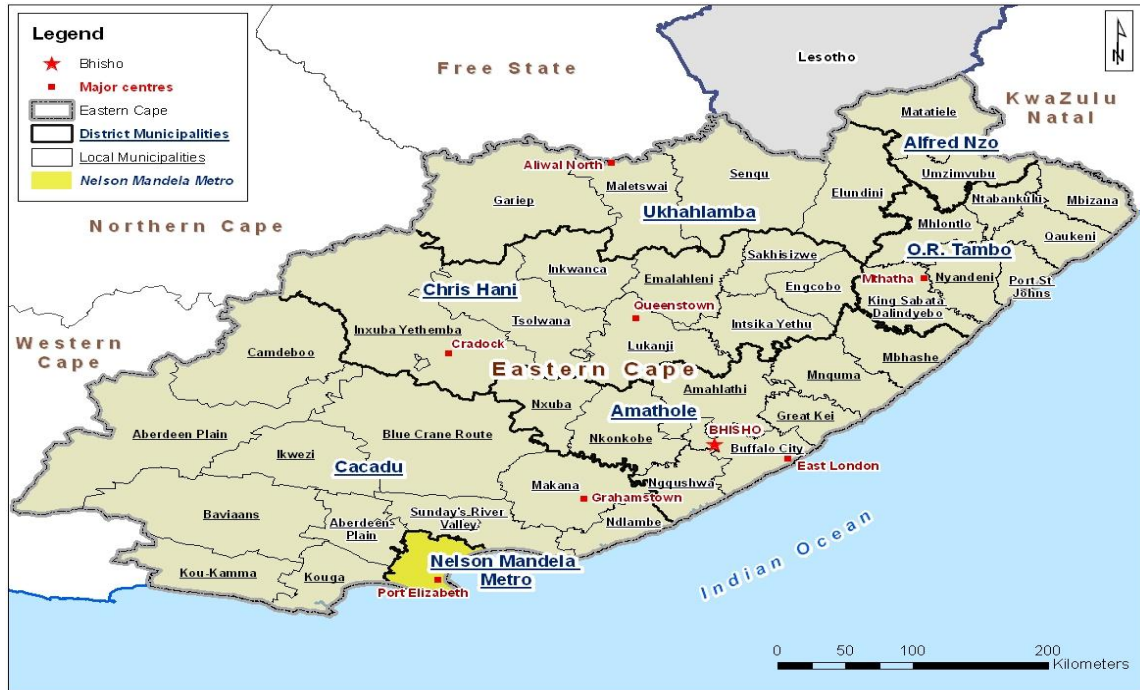 Legend
Bhisho
Major centres
Eastern Cape
District Municipalities
Local Municipalities
Nelson Mandela Metro
N
Lesotho
Free State
KwaZulu
Natal
Northern Cape
Western
Cape
Matatiele
Alfred Nzo
Umzimvubu
Aliwal North
Maletswai
Senqu
Elundini
Gariep
Ukhahlamba
Ntabankulu
Mbizana
Mhlontlo
Qaukeni
O.R. Tambo
Sakhisizwe
Inkwanca
Emalahleni
Engcobo
Mthatha
Nyandeni
Port St
Johns
King Sabata
Dalindyebo
Chris Hani
Queenstown
Tsolwana
Intsika Yethu
Inxuba Yethemba
Cradock
Lukanji
Camdeboo
Mbhashe
Eastern Cape
Mnquma
Amahlathi
Nxuba
Amathole
Great Kei
BHISHO
Nkonkobe
Buffalo City
East London
Aberdeen Plain
Blue Crane Route
Ikwezi
Cacadu
Makana
Ngqushwa
Grahamstown
Baviaans
Aberdeen
Plain
Sunday's River
Valley
Ndlambe
Kou-Kamma
Kouga
Nelson Mandela
Metro
Port Elizabeth
Indian Ocean
0 50 100 200
Kilometers